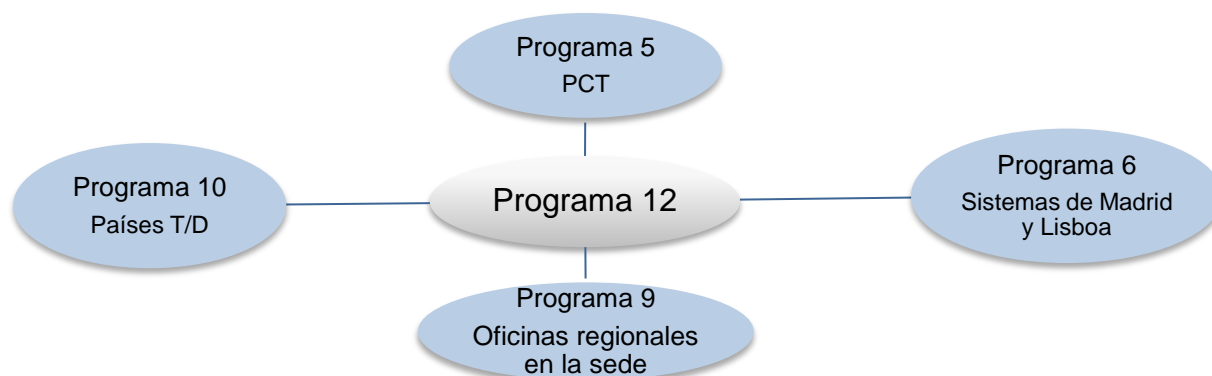 Programa 5
PCT
Programa 10
Países T/D
Programa 12
Programa 6
Sistemas de Madrid
y Lisboa
Programa 9
Oficinas regionales
en la sede